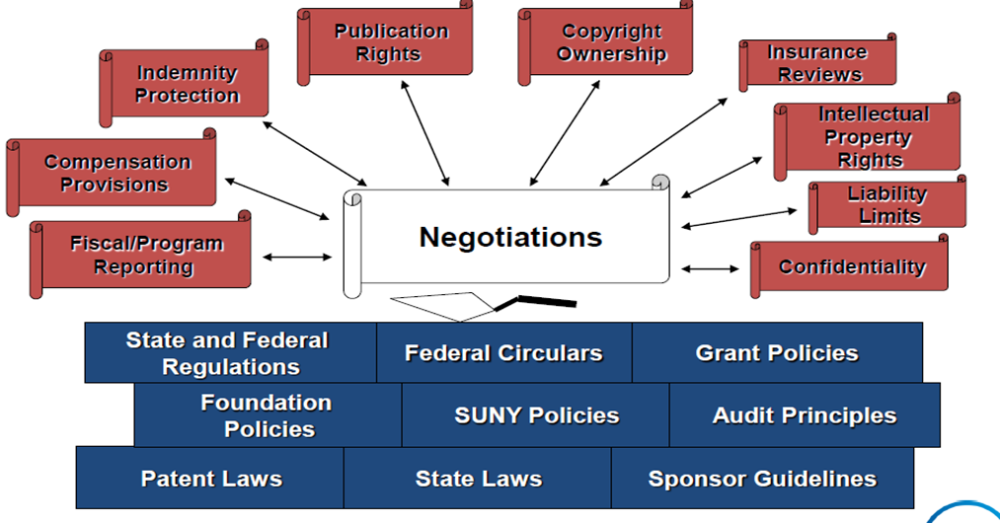 Publication
Rights
Copyright
Ownership
Indemnity
Protection
Insurance
Reviews
Compensation
Provisions
Intellectual
Property
Rights
Fiscal/Program
Reporting
Liability
Limits
Negotiations
Confidentiality
State and Federal
Regulations
Federal Circulars
Grant Policies
Foundation
Policies
SUNY Policies
Audit Principles
Patent Laws
State Laws
Sponsor Guidelines